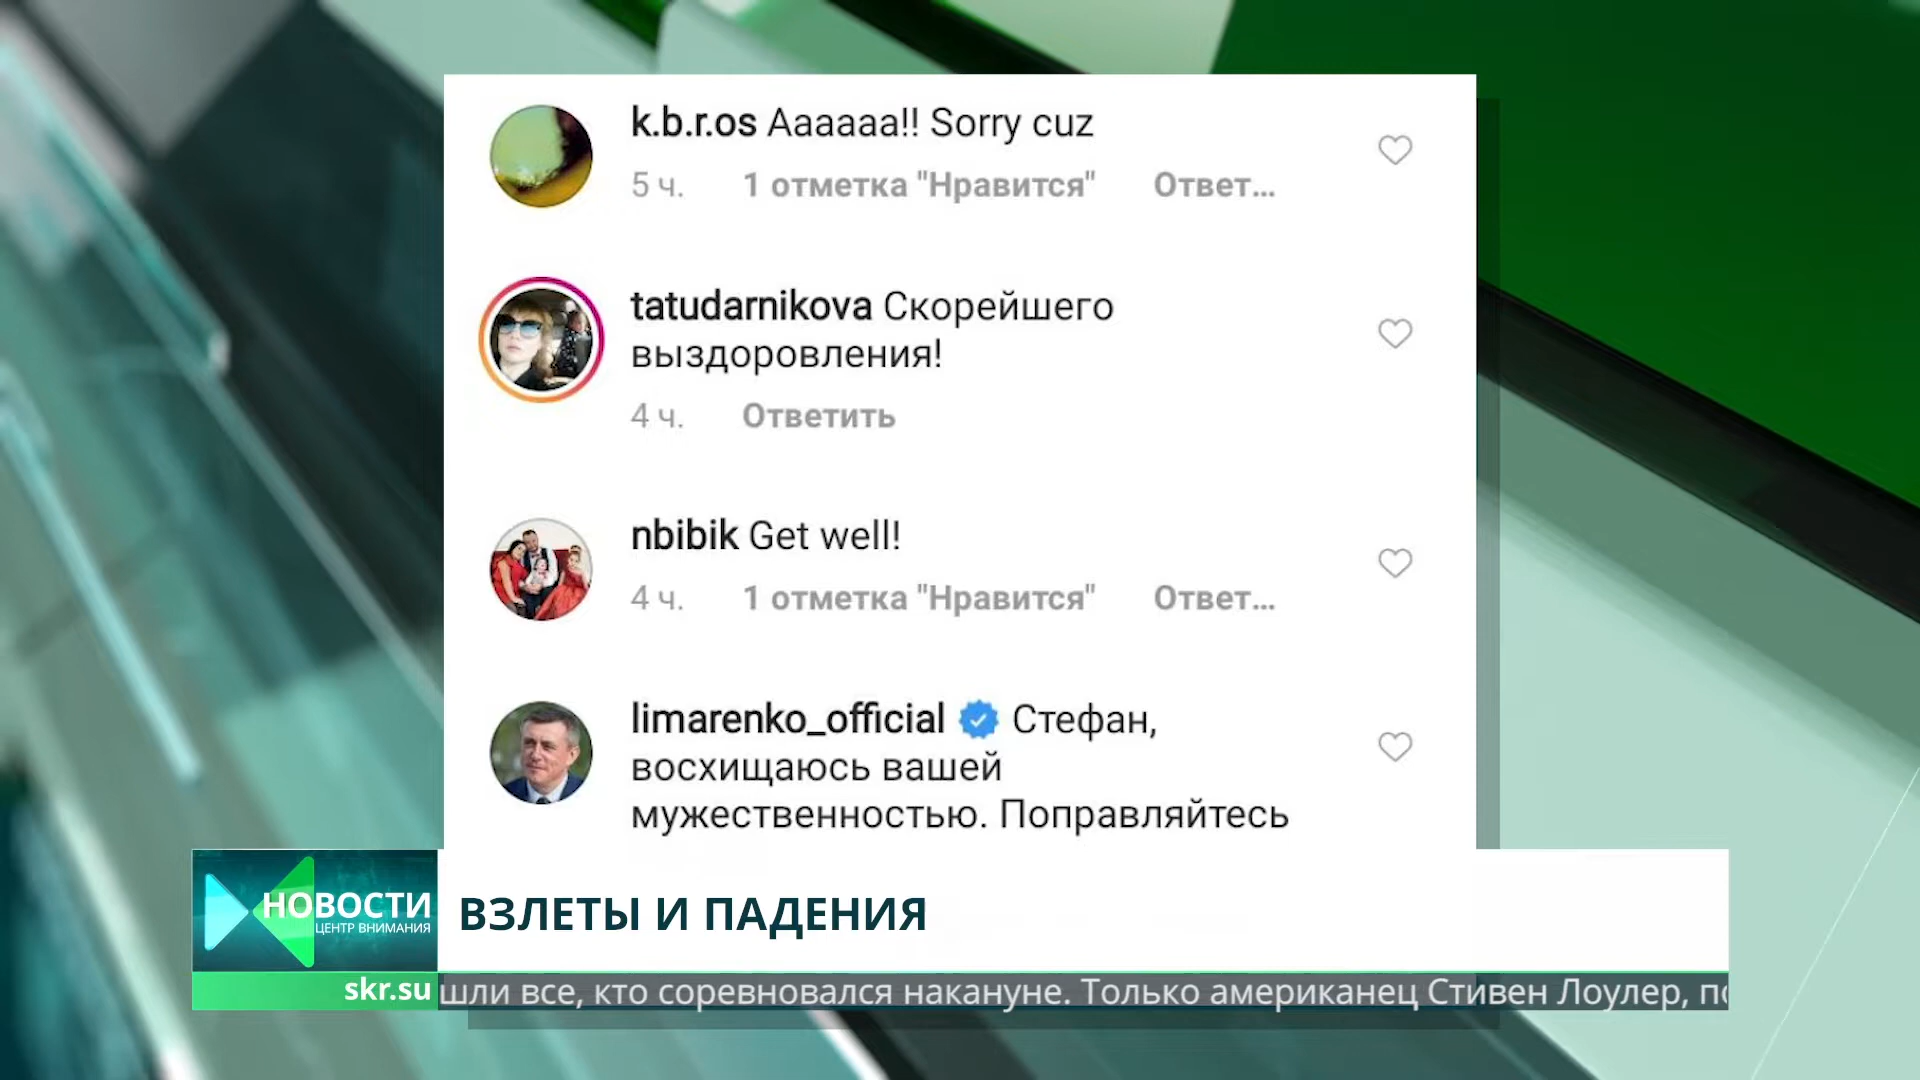 k.b.r.os Aaaaaa!! Sorry cuz
5 ч. 1 отметка "Нравится" Ответ...
tatudarnikova Скорейшего
выздоровления!
4 ч. Ответить
nbibik Get well!
4 ч. 1 отметка "Нравится" Ответ...
limarenko_official Стефан,
восхищаюсь вашей
мужественностью. Поправляйтесь
НОВОСТИ
ЦЕНТР ВНИМАНИЯ
ВЗЛЕТЫ И ПАДЕНИЯ
skr.su
шли все, кто соревновался накануне. Только американец Стивен Лоулер, по